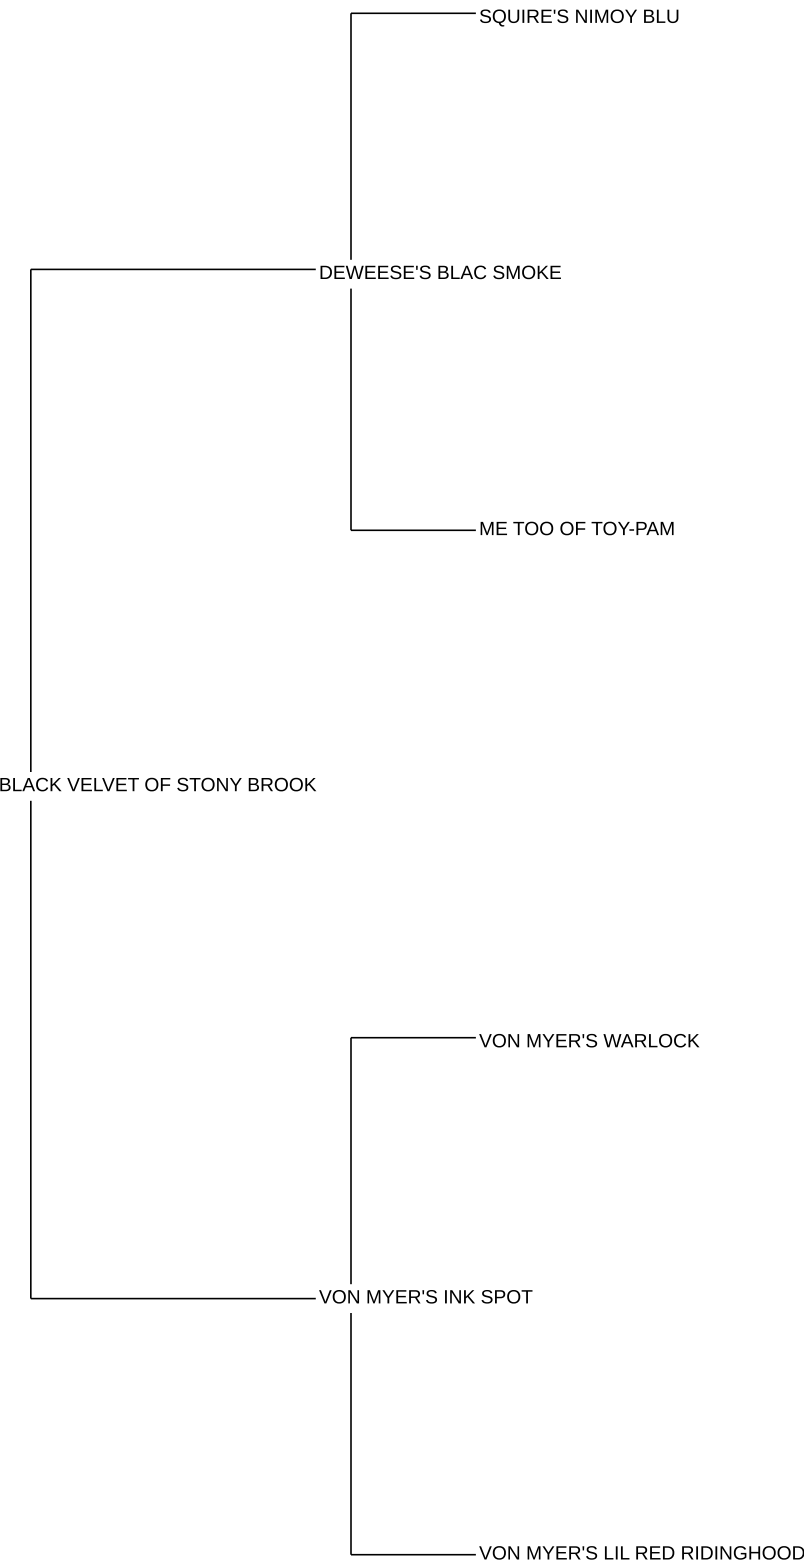 SQUIRE'S NIMOY BLU
DEWEESE'S BLAC SMOKE
ME TOO OF TOY-PAM
BLACK VELVET OF STONY BROOK
VON MYER'S WARLOCK
VON MYER'S INK SPOT
VON MYER'S LIL RED RIDINGHOOD